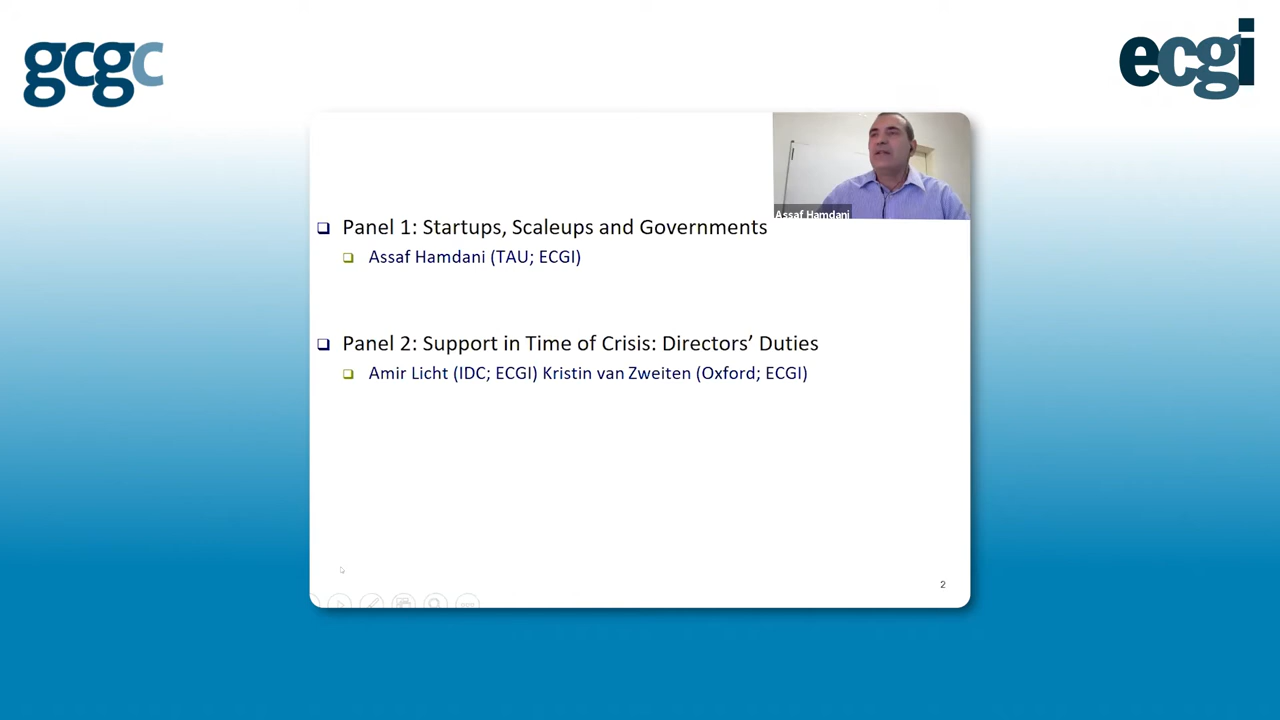 gcgc
ecgi
Assaf Hamdani
Panel 1: Startups, Scaleups and Governments
Assaf Hamdani (TAU; ECGI)
Panel 2: Support in Time of Crisis: Directors’ Duties
Amir Licht (IDC; ECGI) Kristin van Zweiten (Oxford; ECGI)
2